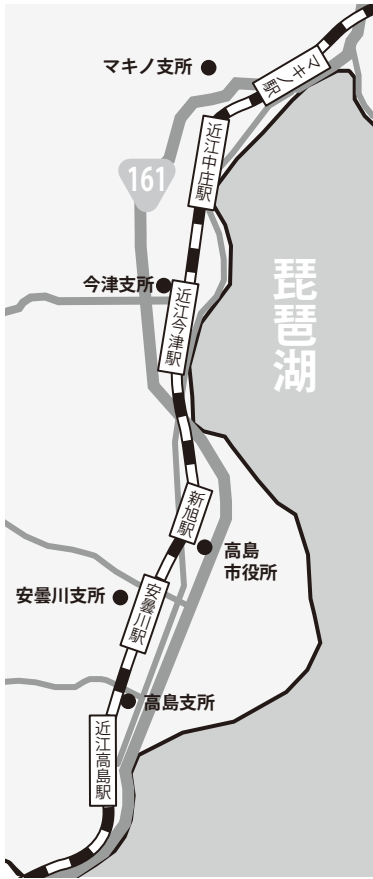 マキノ支所
マキノ駅
近江中庄駅
161
今津支所
近江今津駅
琵琶湖
新旭駅
高島
市役所
安曇川支所
安曇川駅
高島支所
近江高島駅